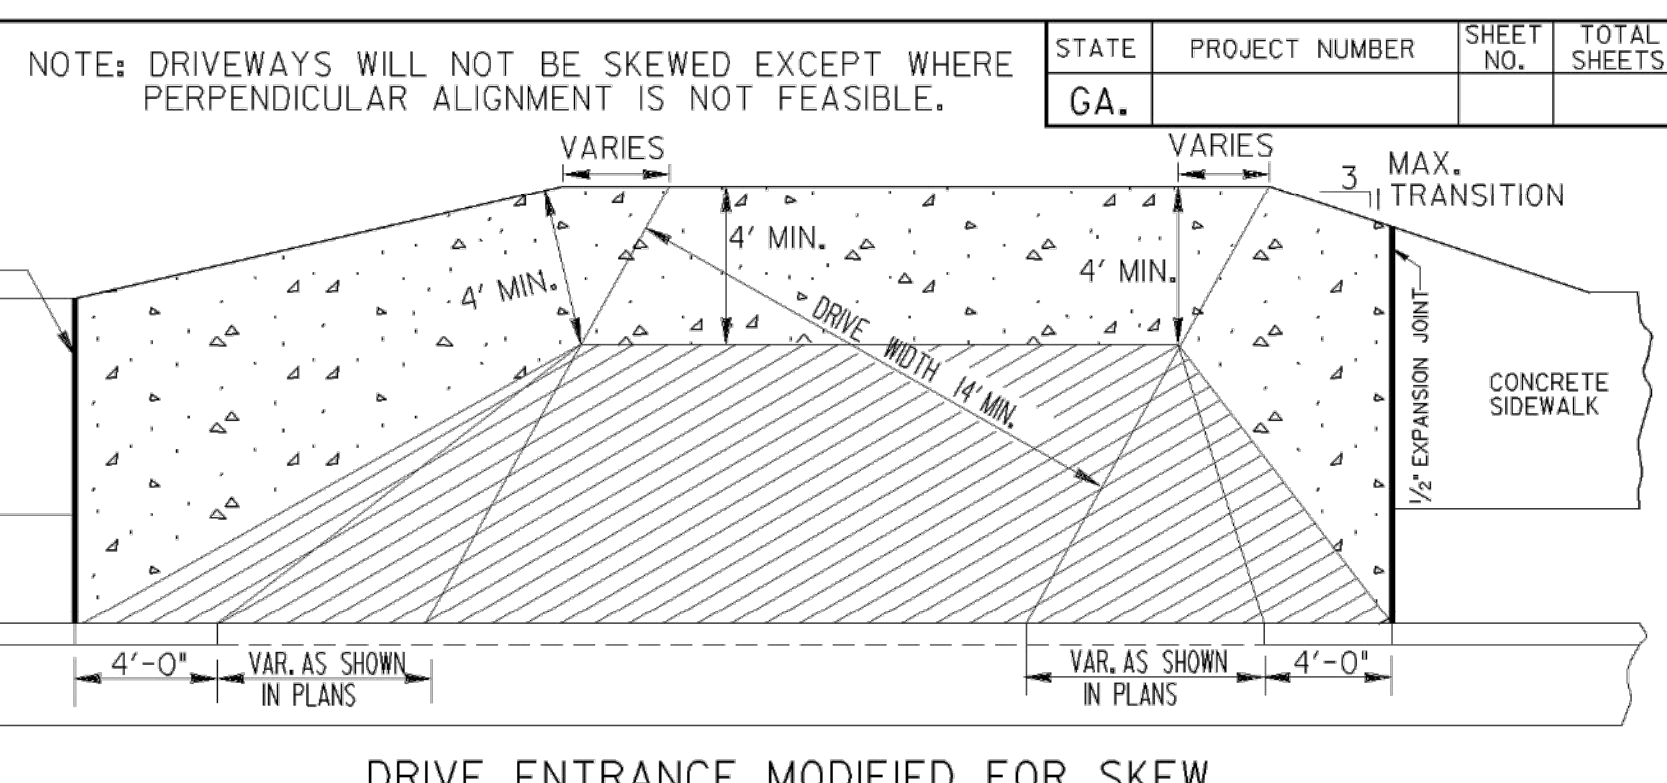 NOTE: DRIVEWAYS WILL NOT BE SKEWED EXCEPT WHERE
PERPENDICULAR ALIGNMENT IS NOT FEASIBLE.
STATE
PROJECT NUMBER
SHEET
NO.
TOTAL
SHEETS
GA.
VARIES
VARIES
3
MAX.
TRANSITION
4' MIN.
4' MIN.
4' MIN.
DRIVE WIDTH 14' MIN.
1/2" EXPANSION JOINT
CONCRETE
SIDEWALK
4'-0"
VAR. AS SHOWN
IN PLANS
VAR. AS SHOWN
IN PLANS
4'-0"
DRIVE ENTRANCE MODIFIED FOR SKEW